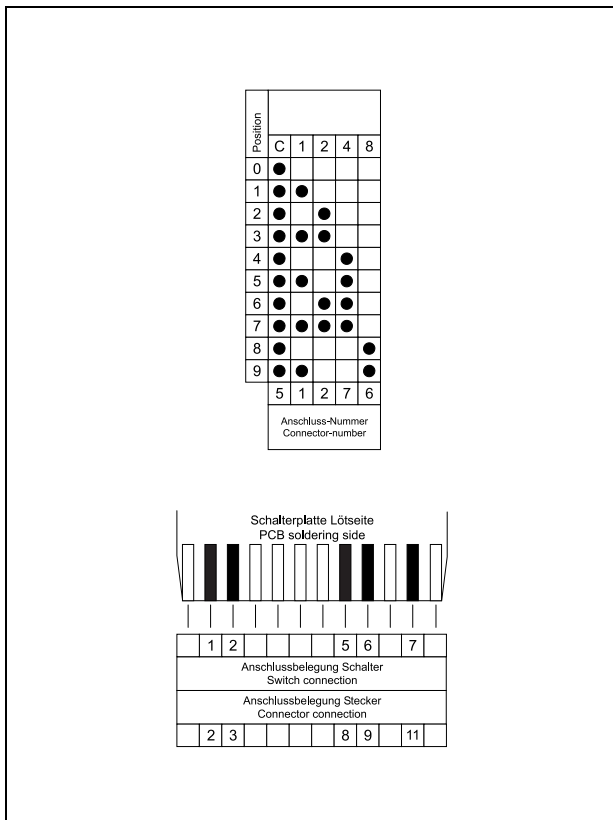 Position
C 1 2 4 8
0
1
2
3
4
5
6
7
8
9
5 1 2 7 6
Anschluss-Nummer
Connector-number
Schalterplatte Lötseite
PCB soldering side
1 2 5 6 7
Anschlussbelegung Schalter
Switch connection
Anschlussbelegung Stecker
Connector connection
2 3 8 9 11